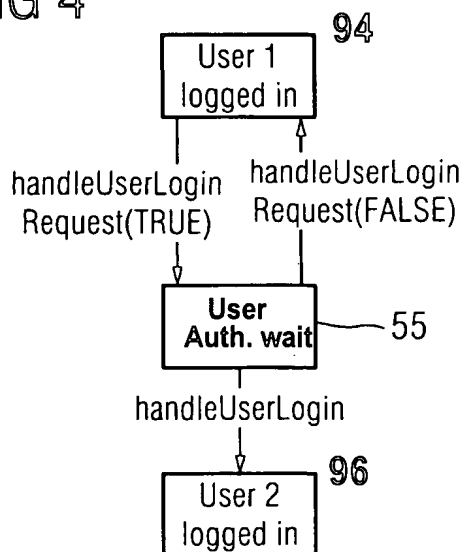 FIG 4
94
User 1
logged in
handleUserLogin
Request(TRUE)
handleUserLogin
Request(FALSE)
User
Auth. wait
55
handleUserLogin
96
User 2
logged in